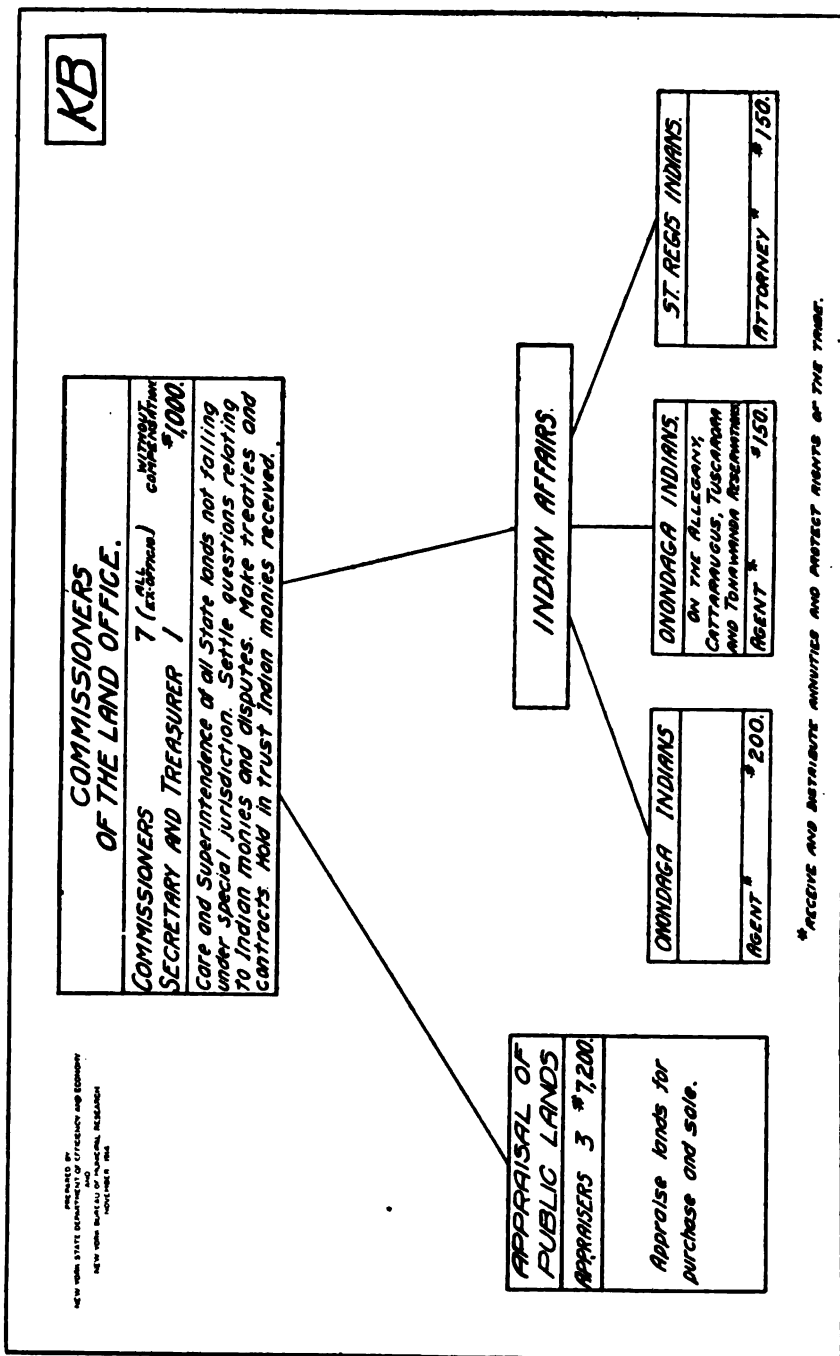 PREPARED BY
NEW YORK STATE DEPARTMENT OF EFFICIENCY AND ECONOMY
AND
NEW YORK BUREAU OF MUNICIPAL RESEARCH
NOVEMBER
KB
COMMISSIONERS
OF THE LAND OFFICE.
COMMISSIONERS 7 (ALL EX-OFFICIO) WITHOUT COMPENSATION
SECRETARY AND TREASURER 1 $1,000.
Care and Superintendence of all State lands not falling
under special jurisdiction. Settle questions relating
to Indian monies and disputes. Make treaties and
contracts. Hold in trust Indian monies received.
APPRAISAL OF
PUBLIC LANDS
APPRAISERS 3 $7,200.
Appraise lands for
purchase and sale.
INDIAN AFFAIRS.
ONONDAGA INDIANS
AGENT * $200.
ONONDAGA INDIANS.
ON THE ALLEGANY,
CATTARAUGUS, TUSCARORA
AND TONAWANDA RESERVATIONS
AGENT * $150.
ST. REGIS INDIANS.
ATTORNEY * $150.
* RECEIVE AND DISTRIBUTE ANNUITIES AND PROTECT RIGHTS OF THE TRIBE.